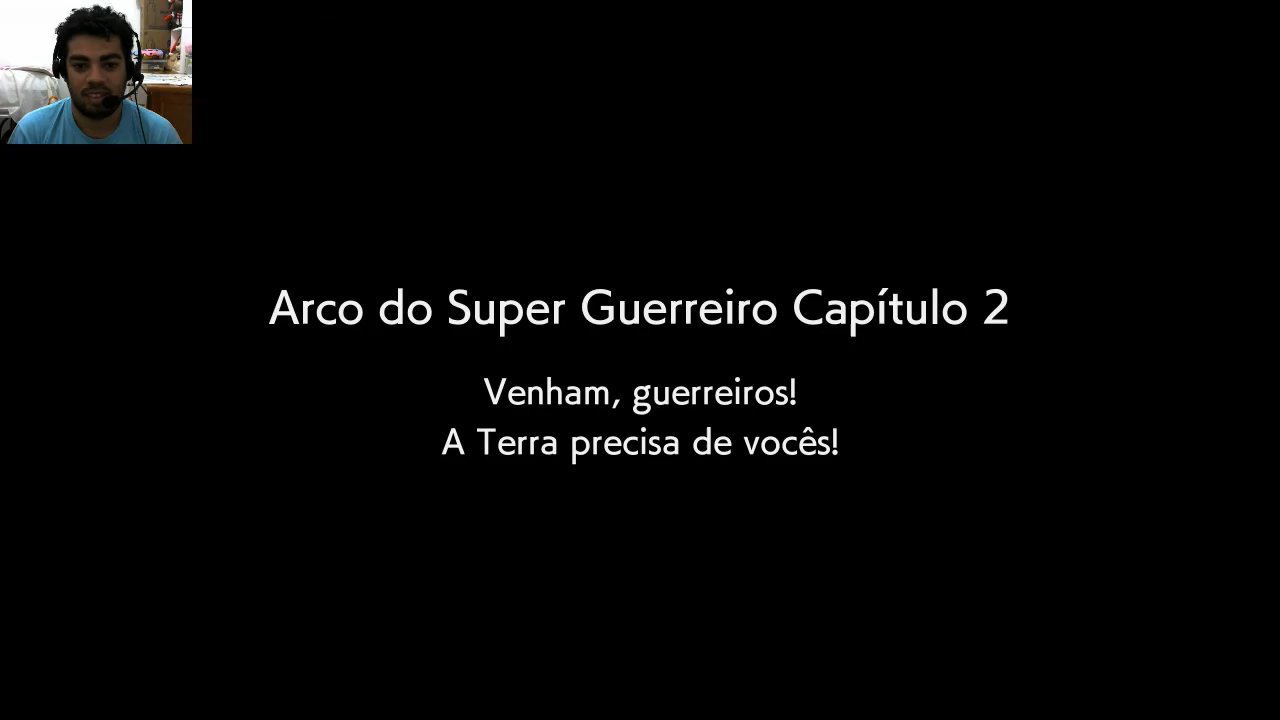 Arco do Super Guerreiro Capítulo 2
Venham, guerreiros!
A Terra precisa de vocês!